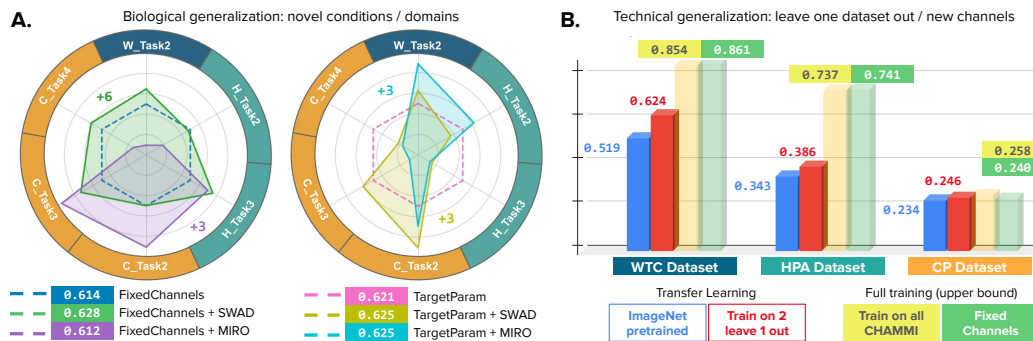 A.
Biological generalization: novel conditions / domains
W_Task2
H_Task2
H_Task3
C_Task2
C_Task3
C_Task4
+6
+3
W_Task2
H_Task2
H_Task3
C_Task2
C_Task3
C_Task4
+3
+3
0.614 FixedChannels
0.628 FixedChannels + SWAD
0.612 FixedChannels + MIRO
0.621 TargetParam
0.625 TargetParam + SWAD
0.625 TargetParam + MIRO
B.
Technical generalization: leave one dataset out / new channels
0.854 0.861
0.737 0.741
0.624
0.519
0.386
0.343
0.258
0.240
0.246
0.234
WTC Dataset
HPA Dataset
CP Dataset
Transfer Learning
ImageNet
pretrained
Train on 2
leave 1 out
Full training (upper bound)
Train on all
CHAMMI
Fixed
Channels